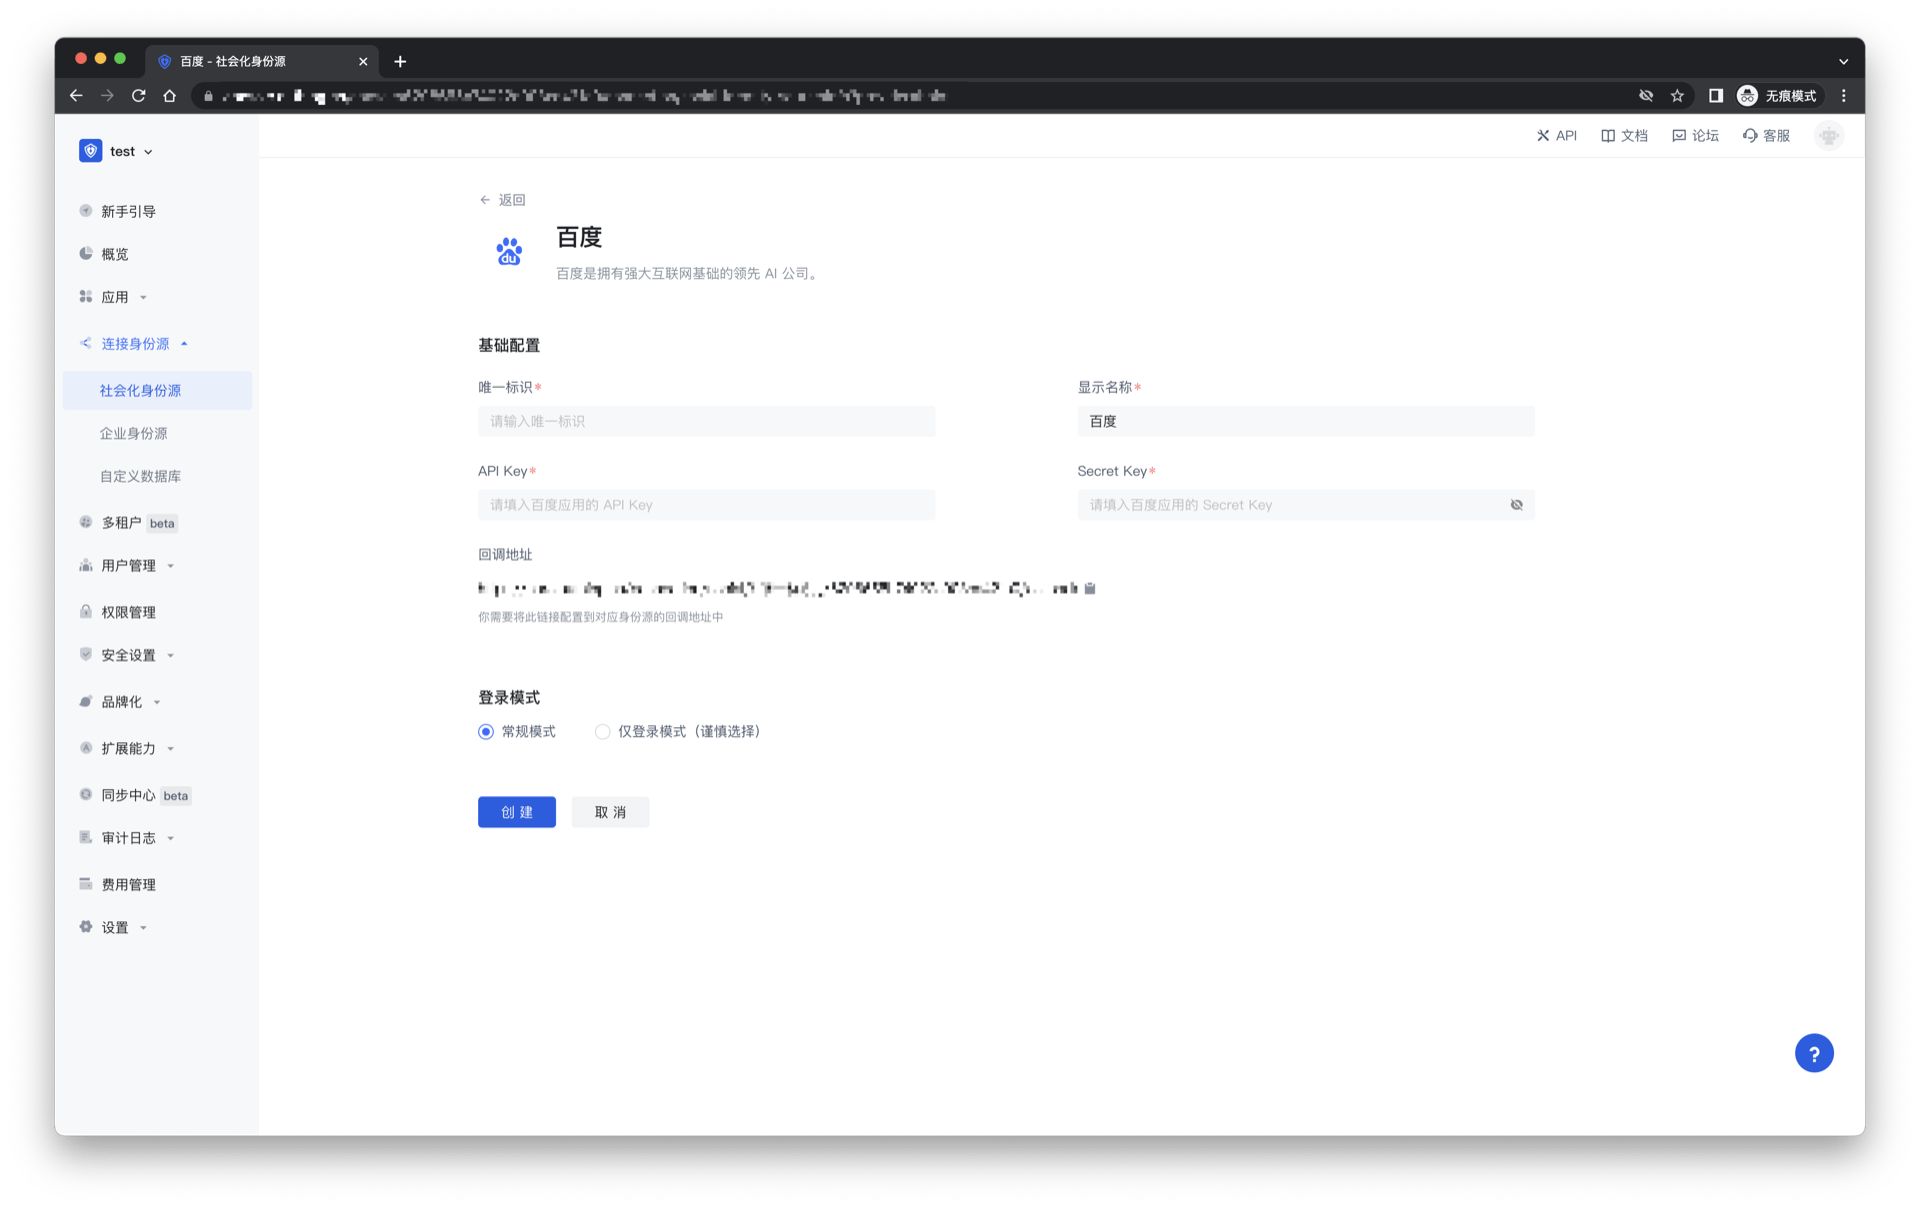 百度 - 社会化身份源
无痕模式
test
API
文档
论坛
客服
新手引导
概览
应用
连接身份源
社会化身份源
企业身份源
自定义数据库
多租户 beta
用户管理
权限管理
安全设置
品牌化
扩展能力
同步中心 beta
审计日志
费用管理
设置
返回
du
百度
百度是拥有强大互联网基础的领先 AI 公司。
基础配置
唯一标识*
显示名称*
请输入唯一标识
百度
API Key*
Secret Key*
请填入百度应用的 API Key
请填入百度应用的 Secret Key
回调地址
你需要将此链接配置到对应身份源的回调地址中
登录模式
常规模式
仅登录模式（谨慎选择）
创 建
取 消
?